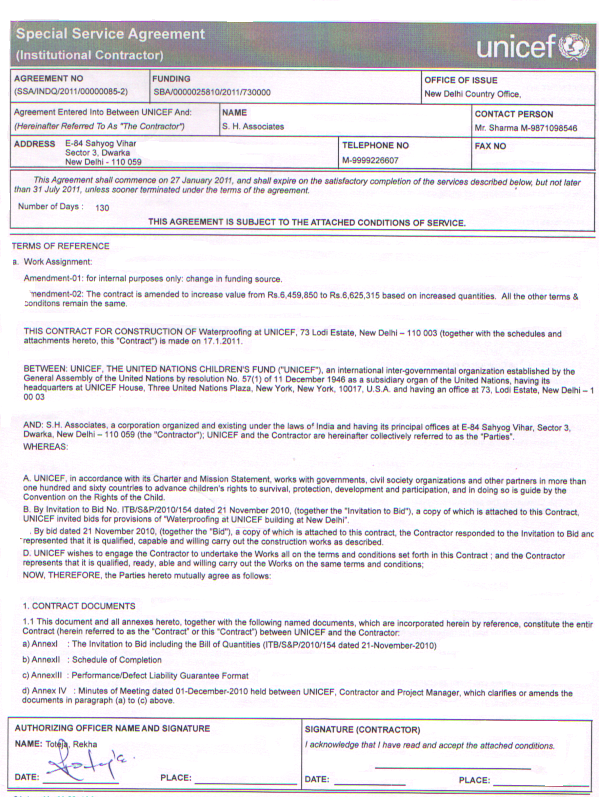 Special Service Agreement
(Institutional Contractor)
unicef
AGREEMENT NO
(SSA/INDQ/2011/00000085-2)
FUNDING
SBA/0000025810/2011/730000
OFFICE OF ISSUE
New Delhi Country Office,
Agreement Entered Into Between UNICEF And:
(Hereinafter Referred To As "The Contractor")
NAME
S. H. Associates
CONTACT PERSON
Mr. Sharma M-9871098546
ADDRESS E-84 Sahyog Vihar
Sector 3, Dwarka
New Delhi - 110 059
TELEPHONE NO
M-9999226607
FAX NO
This Agreement shall commence on 27 January 2011, and shall expire on the satisfactory completion of the services described below, but not later
than 31 July 2011, unless sooner terminated under the terms of the agreement.
Number of Days : 130
THIS AGREEMENT IS SUBJECT TO THE ATTACHED CONDITIONS OF SERVICE.
TERMS OF REFERENCE
a. Work Assignment:
Amendment-01: for internal purposes only: change in funding source.
mendment-02: The contract is amended to increase value from Rs.6,459,850 to Rs.6,625,315 based on increased quantities. All the other terms &
conditons remain the same.
THIS CONTRACT FOR CONSTRUCTION OF Waterproofing at UNICEF, 73 Lodi Estate, New Delhi – 110 003 (together with the schedules and
attachments hereto, this "Contract") is made on 17.1.2011.
BETWEEN: UNICEF, THE UNITED NATIONS CHILDREN'S FUND ("UNICEF"), an international inter-governmental organization established by the
General Assembly of the United Nations by resolution No. 57(1) of 11 December 1946 as a subsidiary organ of the United Nations, having its
headquarters at UNICEF House, Three United Nations Plaza, New York, New York, 10017, U.S.A. and having an office at 73, Lodi Estate, New Delhi – 1
00 03
AND: S.H. Associates, a corporation organized and existing under the laws of India and having its principal offices at E-84 Sahyog Vihar, Sector 3,
Dwarka, New Delhi – 110 059 (the "Contractor"); UNICEF and the Contractor are hereinafter collectively referred to as the "Parties".
WHEREAS:
A. UNICEF, in accordance with its Charter and Mission Statement, works with governments, civil society organizations and other partners in more than
one hundred and sixty countries to advance children's rights to survival, protection, development and participation, and in doing so is guide by the
Convention on the Rights of the Child.
B. By Invitation to Bid No. ITB/S&P/2010/154 dated 21 November 2010, (together the "Invitation to Bid"), a copy of which is attached to this Contract,
UNICEF invited bids for provisions of "Waterproofing at UNICEF building at New Delhi".
. By bid dated 21 November 2010, (together the "Bid"), a copy of which is attached to this contract, the Contractor responded to the Invitation to Bid anc
represented that it is qualified, capable and willing carry out the construction works as described.
D. UNICEF wishes to engage the Contractor to undertake the Works all on the terms and conditions set forth in this Contract ; and the Contractor
represents that it is qualified, ready, able and willing carry out the Works on the same terms and conditions;
NOW, THEREFORE, the Parties hereto mutually agree as follows:
1. CONTRACT DOCUMENTS
1.1 This document and all annexes hereto, together with the following named documents, which are incorporated herein by reference, constitute the entir
Contract (herein referred to as the "Contract" or this "Contract") between UNICEF and the Contractor:
a) AnnexI : The Invitation to Bid including the Bill of Quantities (ITB/S&P/2010/154 dated 21-November-2010)
b) AnnexII : Schedule of Completion
c) AnnexIII : Performance/Defect Liability Guarantee Format
d) Annex IV : Minutes of Meeting dated 01-December-2010 held between UNICEF, Contractor and Project Manager, which clarifies or amends the
documents in paragraph (a) to (c) above.
AUTHORIZING OFFICER NAME AND SIGNATURE
NAME: Toteja, Rekha
DATE: PLACE:
SIGNATURE (CONTRACTOR)
I acknowledge that I have read and accept the attached conditions.
DATE: PLACE: